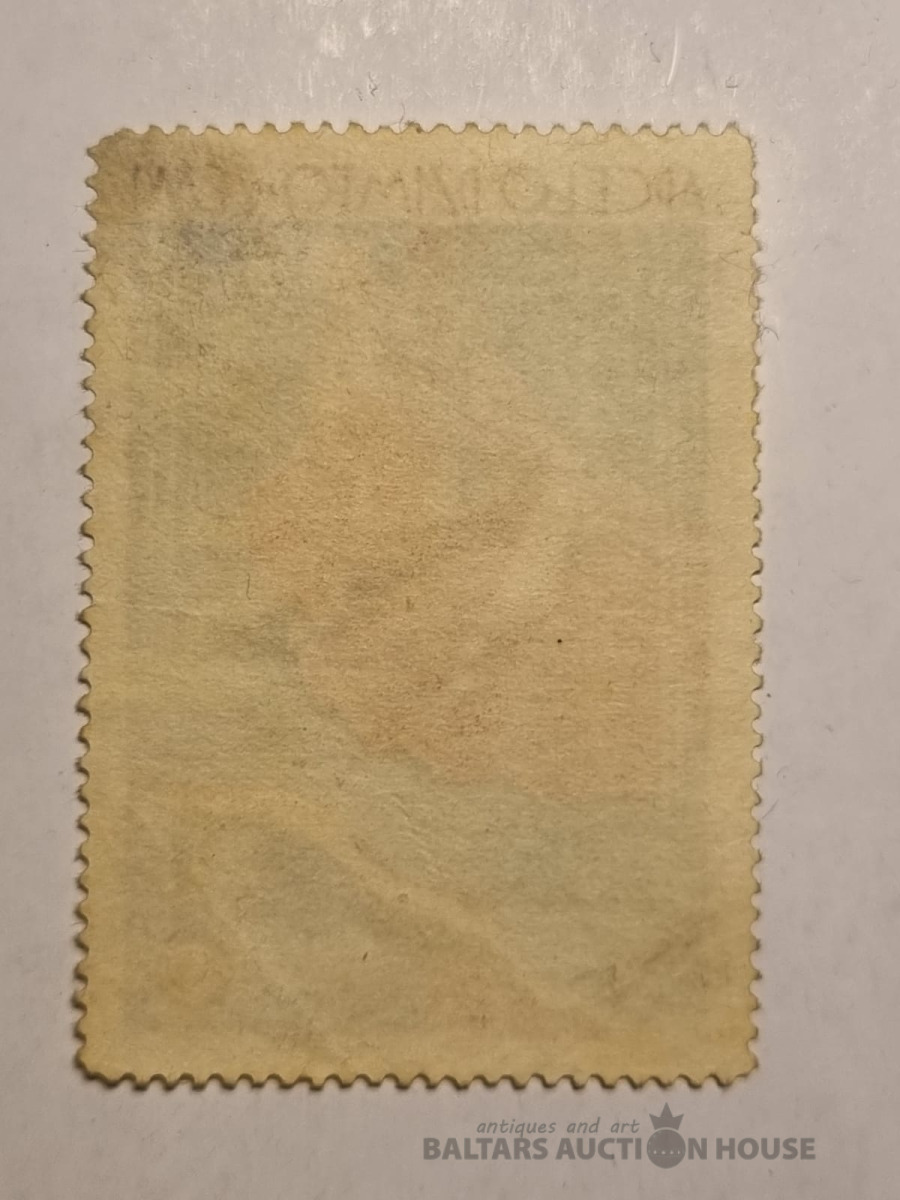 antiques and art
BALTARS AUCTION HOUSE